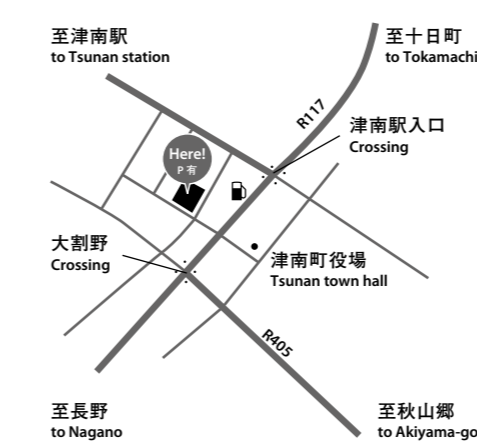 至津南駅
to Tsunan station
至十日町
to Tokamachi
R117
津南駅入口
Crossing
Here!
P 有
大割野
Crossing
津南町役場
Tsunan town hall
R405
至長野
to Nagano
至秋山郷
to Akiyama-go